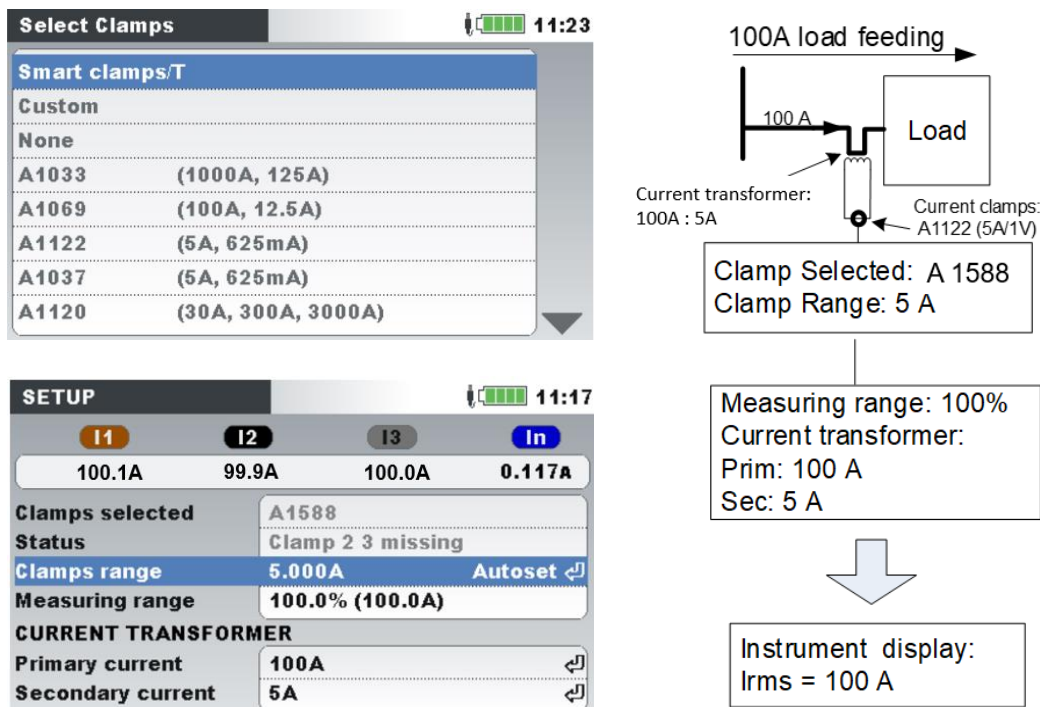 Select Clamps 11:23
Smart clamps/T
Custom
None
A1033 (1000A, 125A)
A1069 (100A, 12.5A)
A1122 (5A, 625mA)
A1037 (5A, 625mA)
A1120 (30A, 300A, 3000A)
SETUP 11:17
I1 I2 I3 In
100.1A 99.9A 100.0A 0.117A
Clamps selected A1588
Status Clamp 2 3 missing
Clamps range 5.000A Autoset
Measuring range 100.0% (100.0A)
CURRENT TRANSFORMER
Primary current 100A
Secondary current 5A
100A load feeding
100 A
Load
Current transformer:
100A : 5A
Current clamps:
A1122 (5A/1V)
Clamp Selected: A 1588
Clamp Range: 5 A
Measuring range: 100%
Current transformer:
Prim: 100 A
Sec: 5 A
Instrument display:
Irms = 100 A